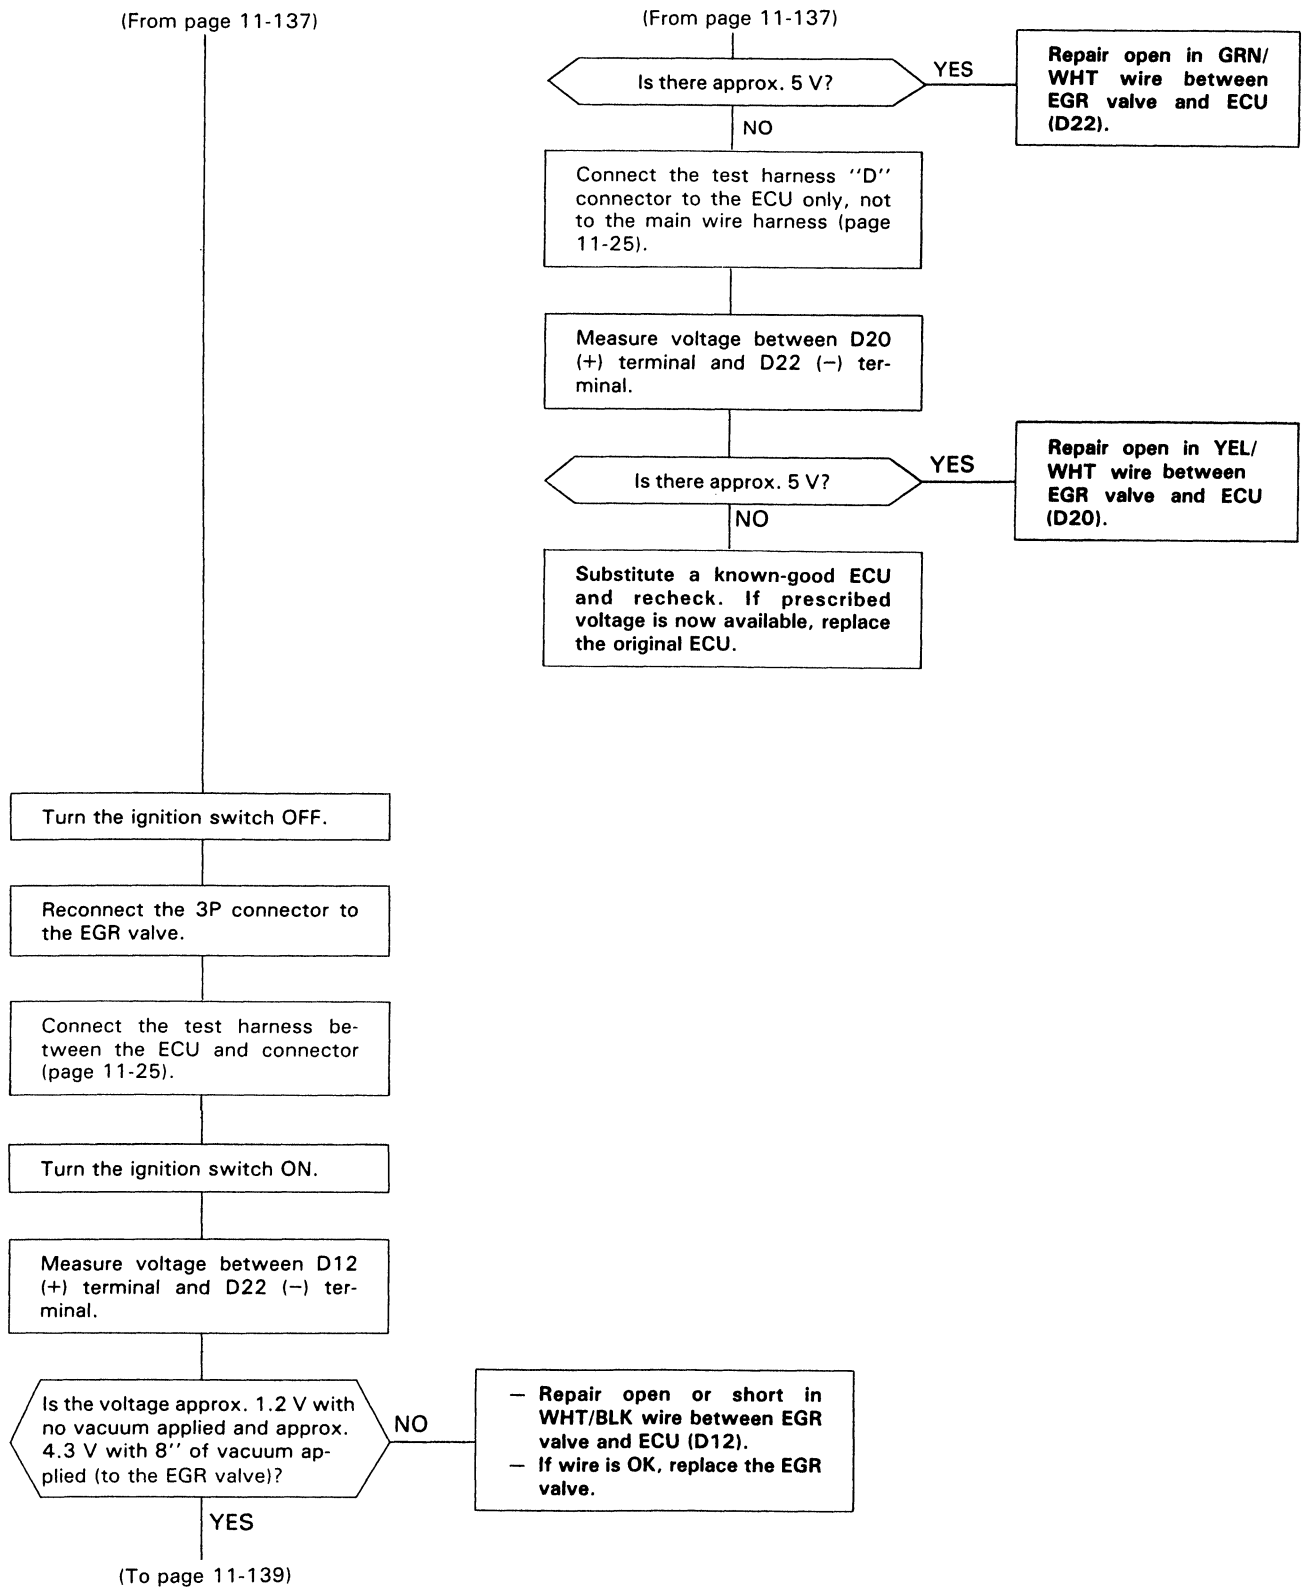 (From page 11-137)
(From page 11-137)
Is there approx. 5 V?
YES
Repair open in GRN/
WHT wire between
EGR valve and ECU
(D22).
NO
Connect the test harness "D"
connector to the ECU only, not
to the main wire harness (page
11-25).
Measure voltage between D20
(+) terminal and D22 (−) ter-
minal.
Is there approx. 5 V?
YES
Repair open in YEL/
WHT wire between
EGR valve and ECU
(D20).
NO
Substitute a known-good ECU
and recheck. If prescribed
voltage is now available, replace
the original ECU.
Turn the ignition switch OFF.
Reconnect the 3P connector to
the EGR valve.
Connect the test harness be-
tween the ECU and connector
(page 11-25).
Turn the ignition switch ON.
Measure voltage between D12
(+) terminal and D22 (−) ter-
minal.
Is the voltage approx. 1.2 V with
no vacuum applied and approx.
4.3 V with 8'' of vacuum ap-
plied (to the EGR valve)?
NO
— Repair open or short in
WHT/BLK wire between EGR
valve and ECU (D12).
— If wire is OK, replace the EGR
valve.
YES
(To page 11-139)